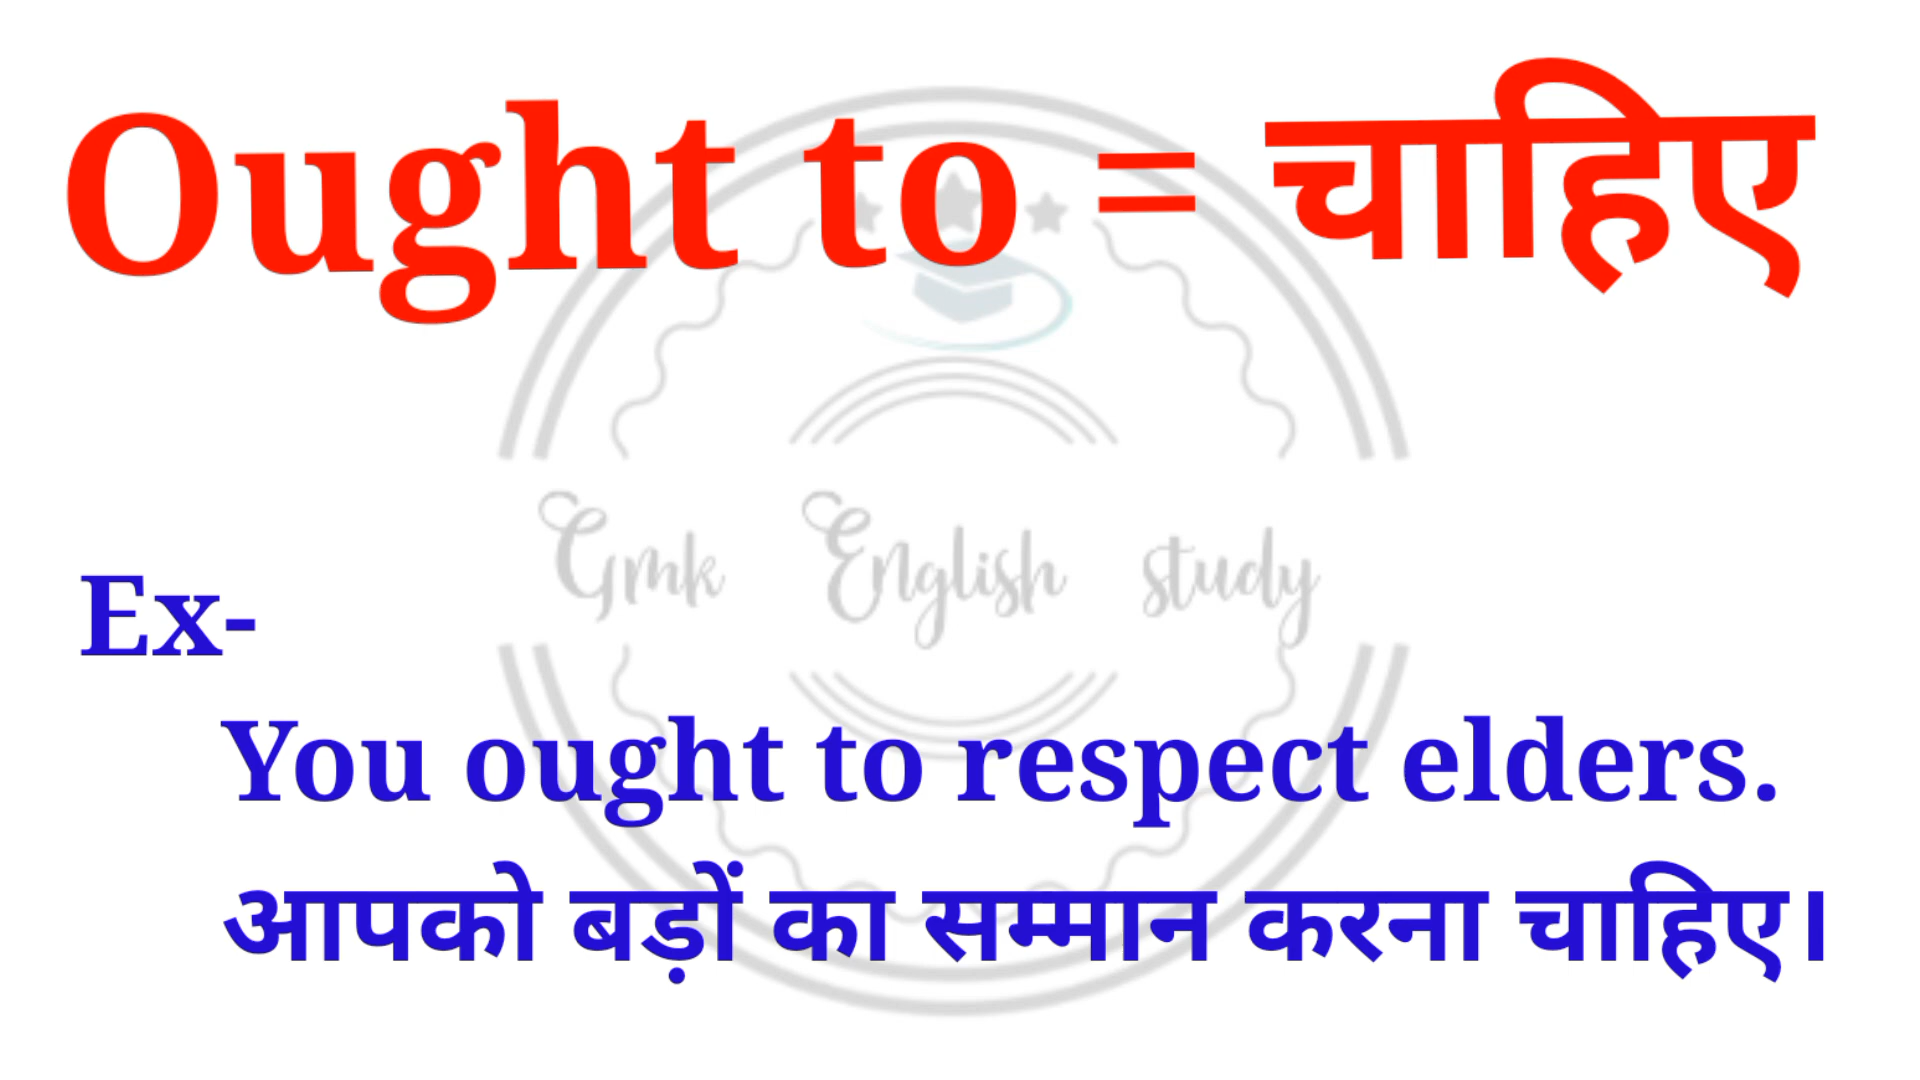 Ought to = चाहिए
Gmk English study
Ex-
You ought to respect elders.
आपको बड़ों का सम्मान करना चाहिए।